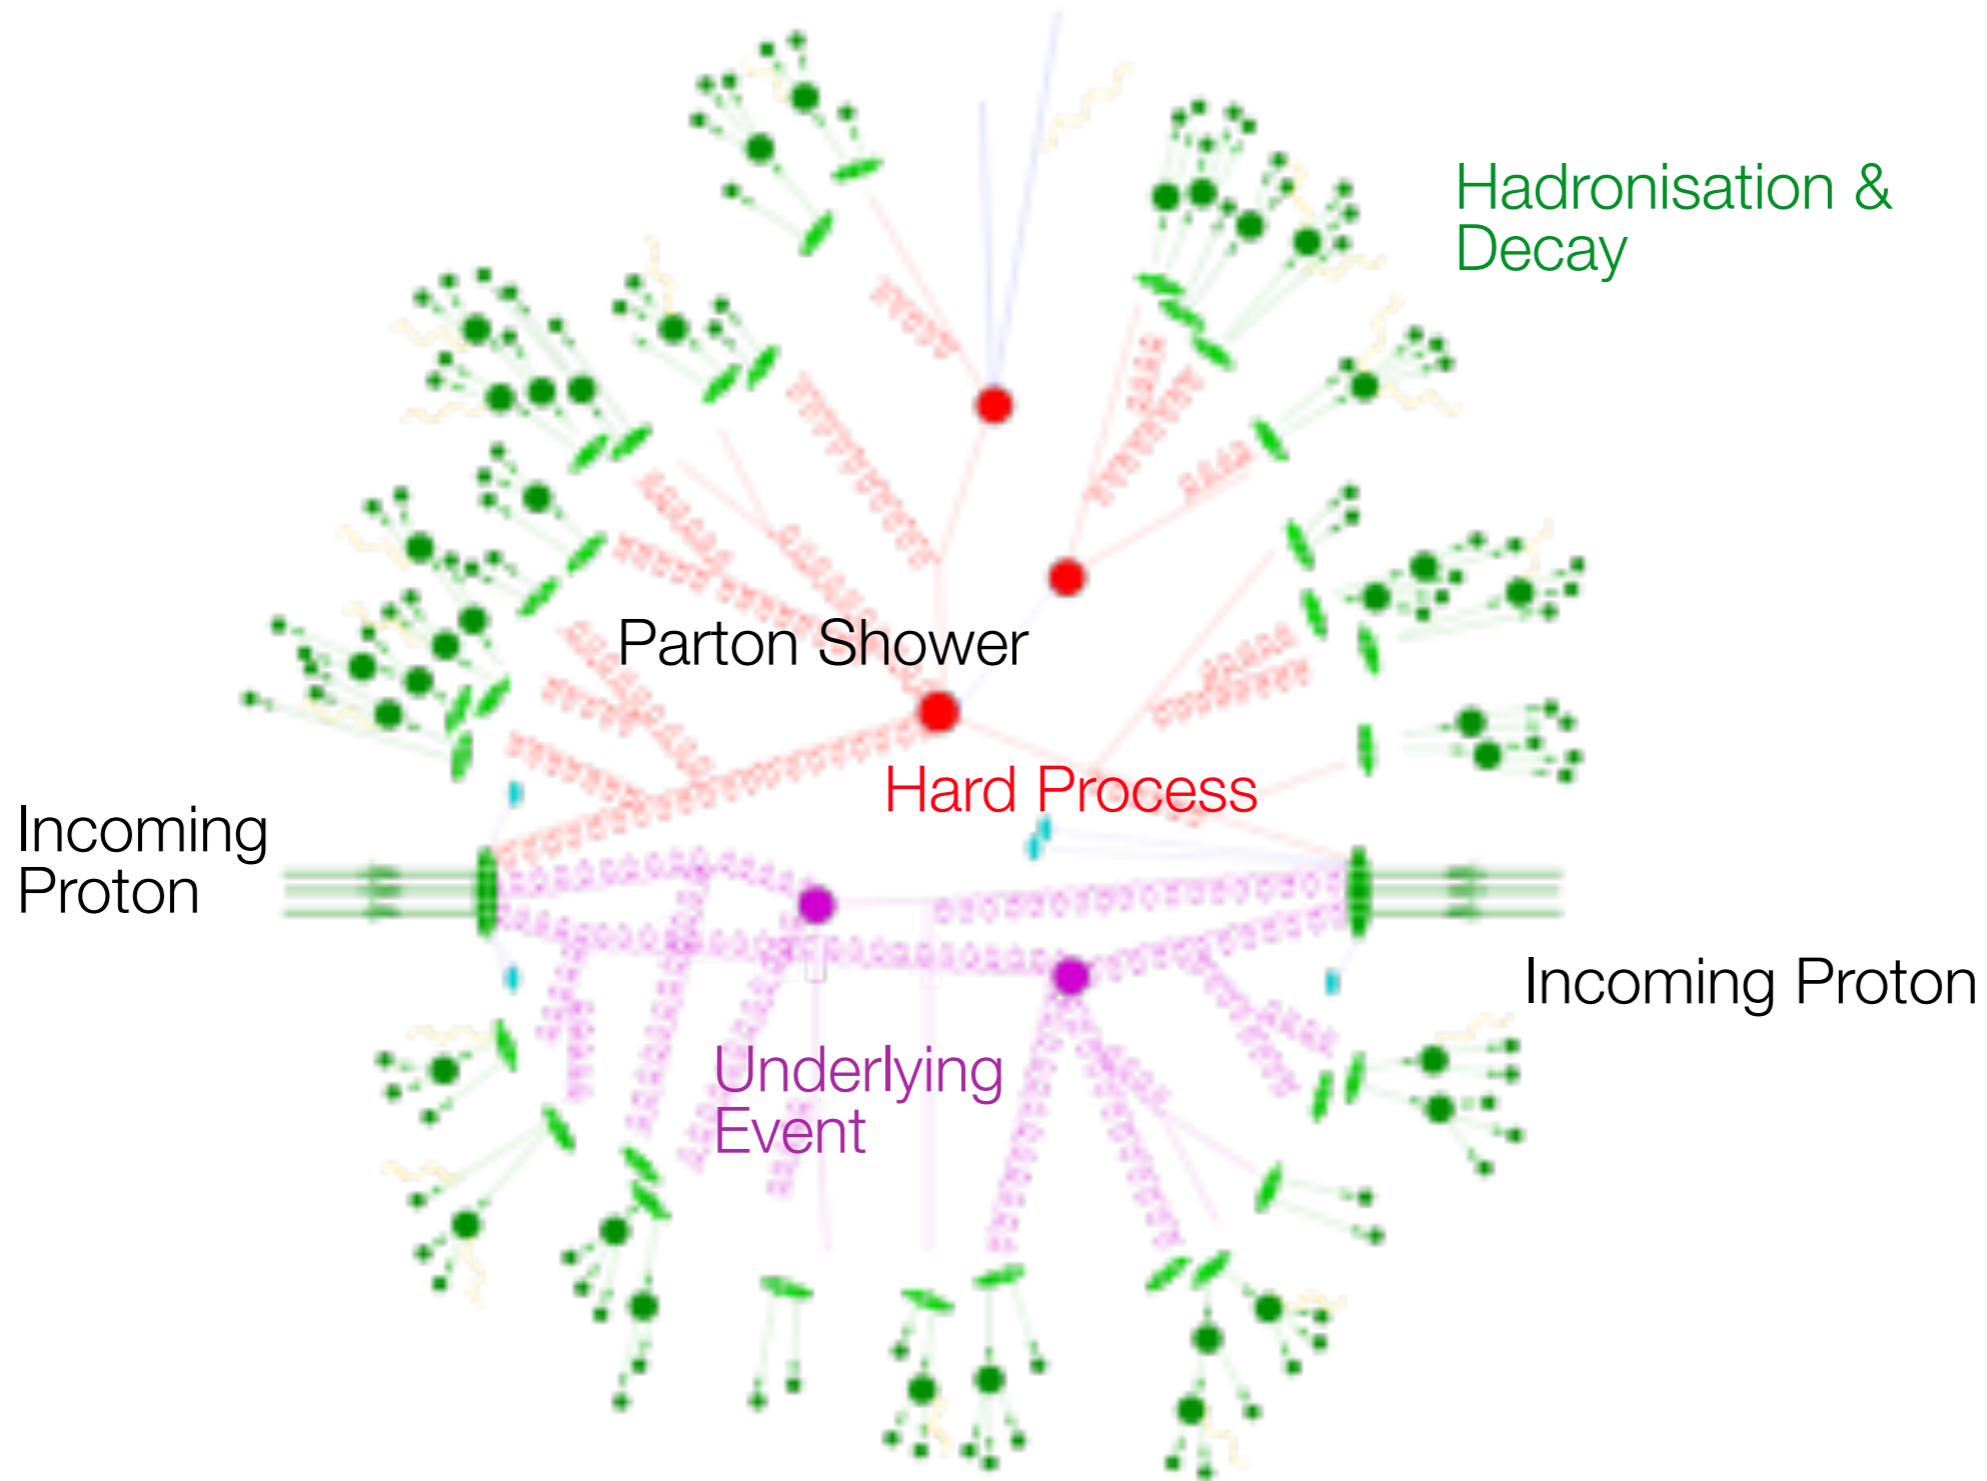 Hadronisation &
Decay
Parton Shower
Hard Process
Incoming
Proton
Incoming Proton
Underlying
Event